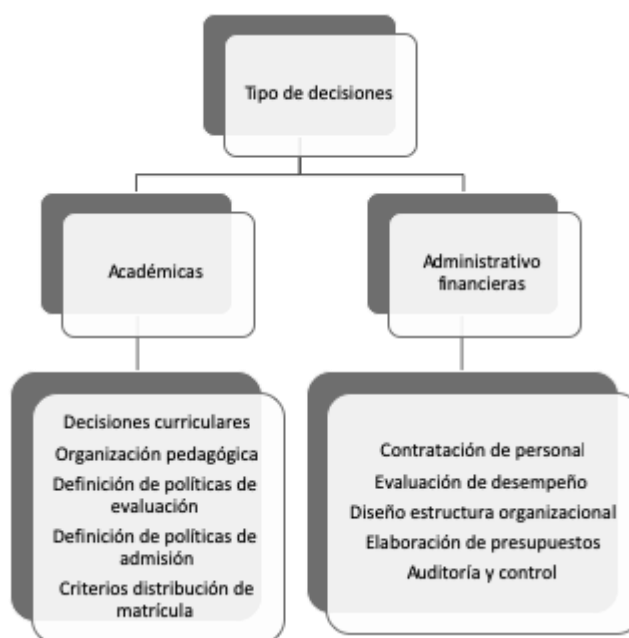 Tipo de decisiones
Académicas
Administrativo
financieras
Decisiones curriculares
Organización pedagógica
Definición de políticas de
evaluación
Definición de políticas de
admisión
Criterios distribución de
matrícula
Contratación de personal
Evaluación de desempeño
Diseño estructura organizacional
Elaboración de presupuestos
Auditoría y control